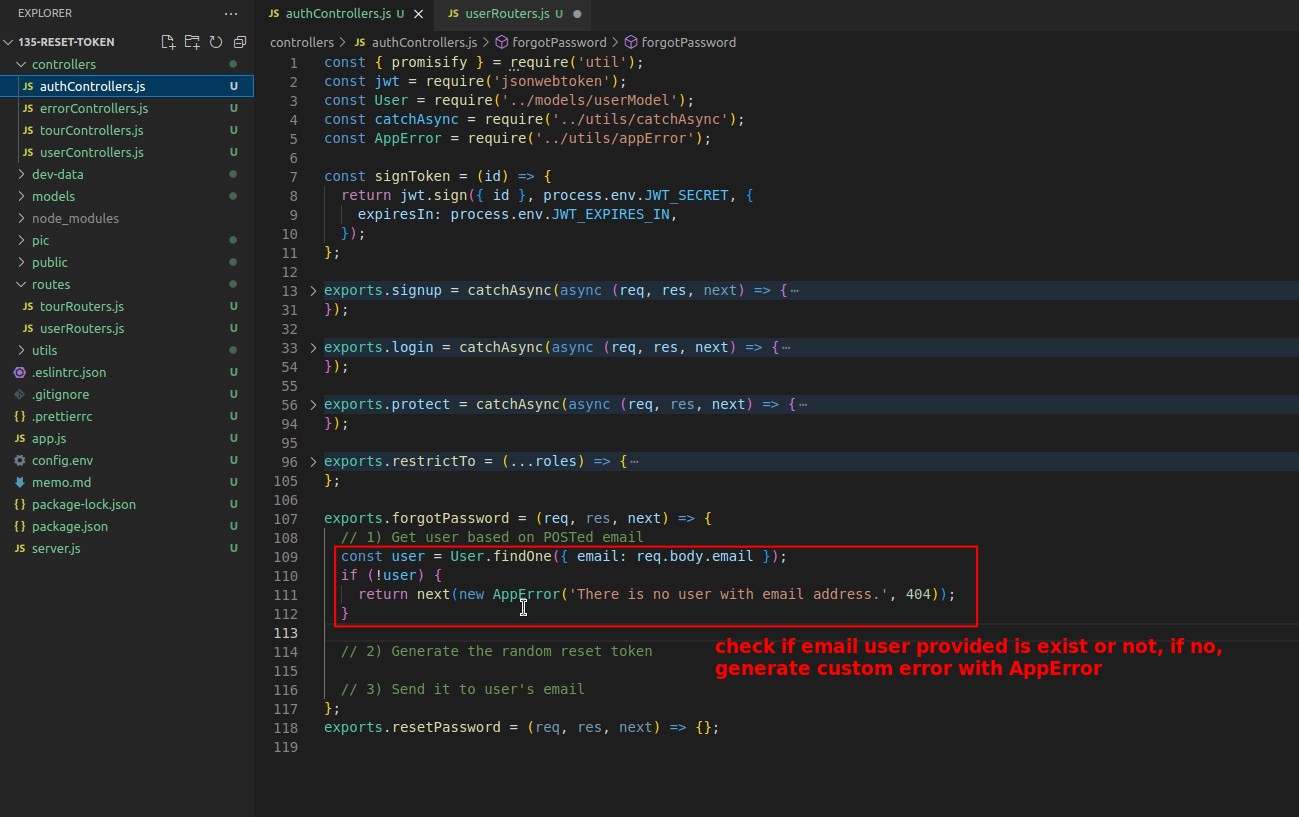 EXPLORER
···
JS authControllers.js U
JS userRouters.js U
135-RESET-TOKEN
controllers > JS authControllers.js > forgotPassword > forgotPassword
controllers
JS authControllers.js U
JS errorControllers.js U
JS tourControllers.js U
JS userControllers.js U
dev-data
models
node_modules
pic
public
routes
JS tourRouters.js U
JS userRouters.js U
utils
.eslintrc.json U
.gitignore U
{} .prettierrc U
JS app.js U
config.env U
memo.md U
{} package-lock.json U
{} package.json U
JS server.js U
1 const { promisify } = require('util');
2 const jwt = require('jsonwebtoken');
3 const User = require('../models/userModel');
4 const catchAsync = require('../utils/catchAsync');
5 const AppError = require('../utils/appError');
6
7 const signToken = (id) => {
8 return jwt.sign({ id }, process.env.JWT_SECRET, {
9 expiresIn: process.env.JWT_EXPIRES_IN,
10 });
11 };
12
13 exports.signup = catchAsync(async (req, res, next) => {···
31 });
32
33 exports.login = catchAsync(async (req, res, next) => {···
54 });
55
56 exports.protect = catchAsync(async (req, res, next) => {···
94 });
95
96 exports.restrictTo = (...roles) => {···
105 };
106
107 exports.forgotPassword = (req, res, next) => {
108 // 1) Get user based on POSTed email
109 const user = User.findOne({ email: req.body.email });
110 if (!user) {
111 return next(new AppError('There is no user with email address.', 404));
112 }
113
114 // 2) Generate the random reset token
115
116 // 3) Send it to user's email
117 };
118 exports.resetPassword = (req, res, next) => {};
119
check if email user provided is exist or not, if no,
generate custom error with AppError